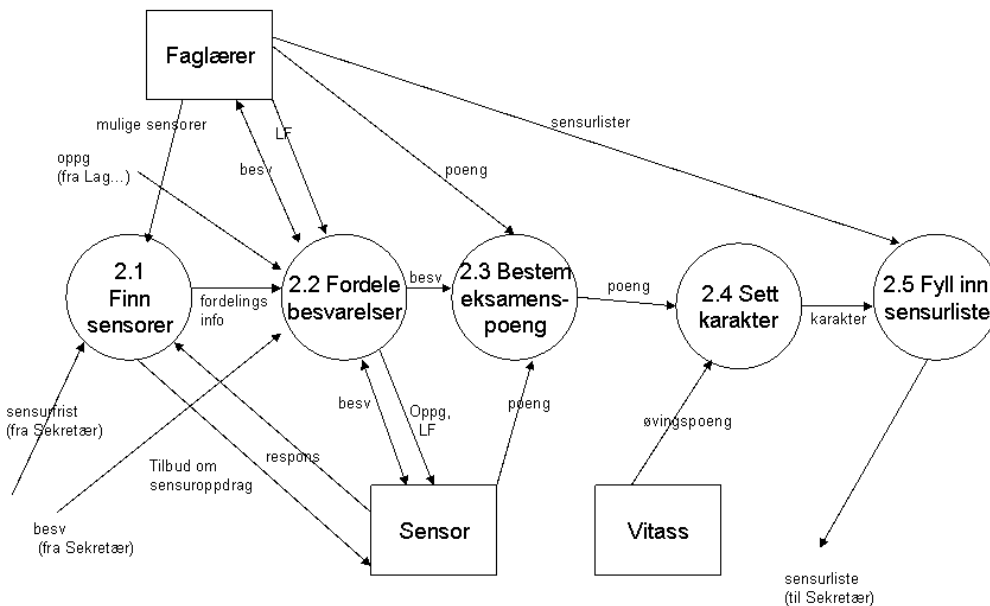 Faglærer
mulige sensorer
LF
sensurlister
oppg
(fra Lag...)
besv
poeng
2.1
Finn
sensorer
2.2 Fordele
besvarelser
besv
2.3 Bestem
eksamens-
poeng
poeng
2.4 Sett
karakter
karakter
2.5 Fyll inn
sensurliste
fordelings
info
sensurfrist
(fra Sekretær)
besv
Oppg,
LF
poeng
øvingspoeng
Tilbud om
sensuroppdrag
respons
besv
(fra Sekretær)
Sensor
Vitass
sensurliste
(til Sekretær)